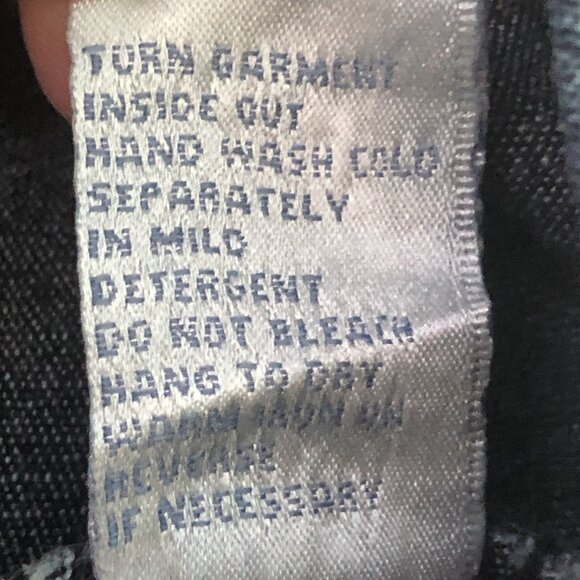 TURN GARMENT
INSIDE OUT
HAND WASH COLD
SEPARATELY
IN MILD
DETERGENT
DO NOT BLEACH
HANG TO DRY
WARM IRON ON
REVERSE
IF NECESSARY